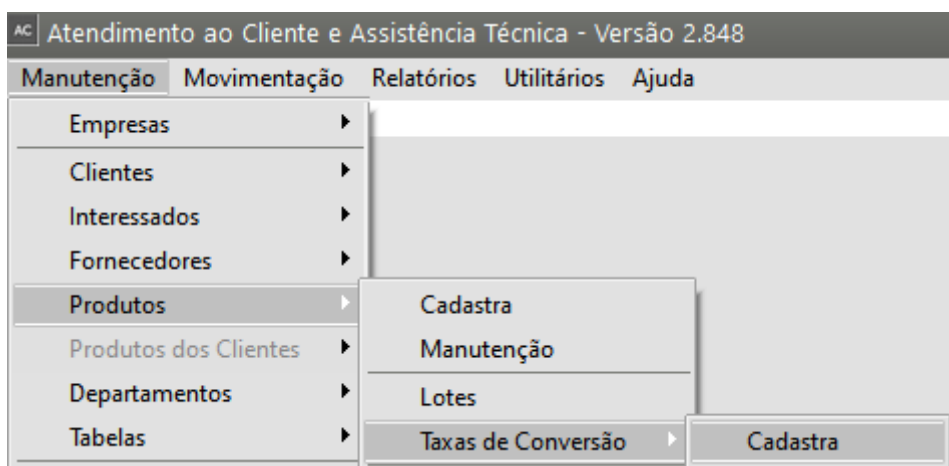 AC Atendimento ao Cliente e Assistência Técnica - Versão 2.848
Manutenção Movimentação Relatórios Utilitários Ajuda
Empresas
Clientes
Interessados
Fornecedores
Produtos
Produtos dos Clientes
Departamentos
Tabelas
Cadastra
Manutenção
Lotes
Taxas de Conversão
Cadastra